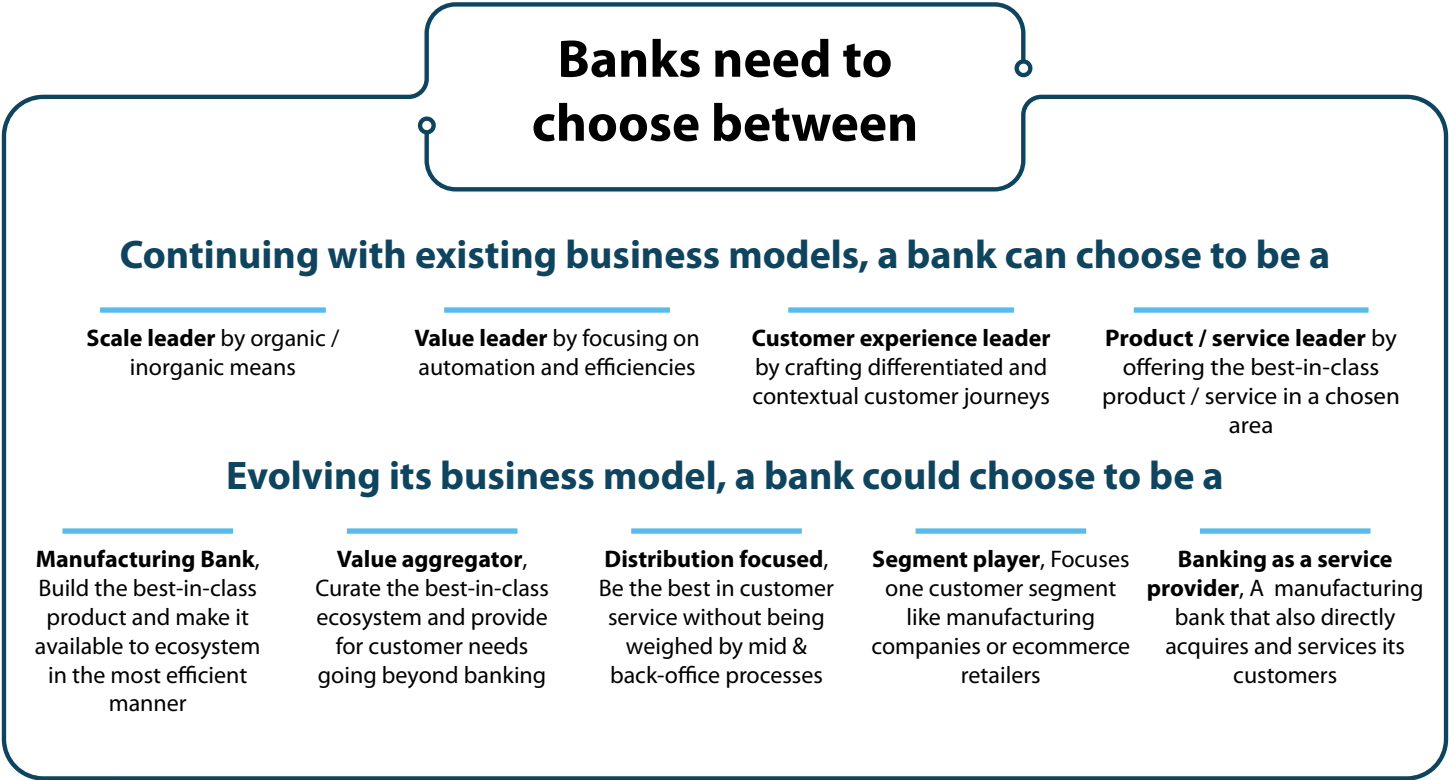 Banks need to
choose between
Continuing with existing business models, a bank can choose to be a
Scale leader by organic /
inorganic means
Value leader by focusing on
automation and efficiencies
Customer experience leader
by crafting differentiated and
contextual customer journeys
Product / service leader by
offering the best-in-class
product / service in a chosen
area
Evolving its business model, a bank could choose to be a
Manufacturing Bank,
Build the best-in-class
product and make it
available to ecosystem
in the most efficient
manner
Value aggregator,
Curate the best-in-class
ecosystem and provide
for customer needs
going beyond banking
Distribution focused,
Be the best in customer
service without being
weighed by mid &
back-office processes
Segment player, Focuses
one customer segment
like manufacturing
companies or ecommerce
retailers
Banking as a service
provider, A  manufacturing
bank that also directly
acquires and services its
customers